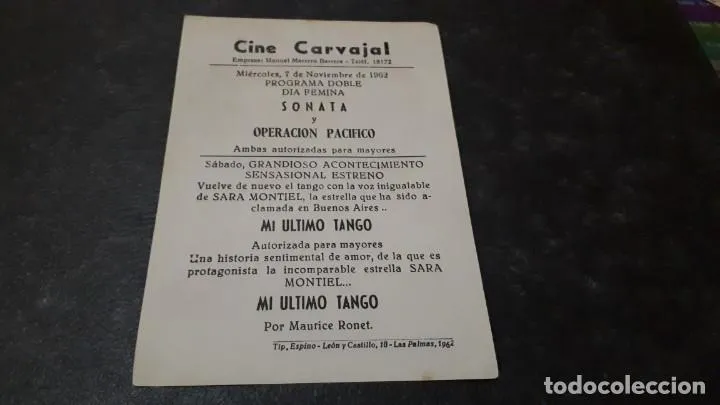 Cine Carvajal
Empresa: Manuel Marrero Barrera - Teléf. 18172
Miércoles, 7 de Noviembre de 1962
PROGRAMA DOBLE
DIA FEMINA
SONATA
y
OPERACION PACIFICO
Ambas autorizadas para mayores
Sábado, GRANDIOSO ACONTECIMIENTO
SENSASIONAL ESTRENO
Vuelve de nuevo el tango con la voz inigualable
de SARA MONTIEL, la estrella que ha sido a-
clamada en Buenos Aires ..
MI ULTIMO TANGO
Autorizada para mayores
Una historia sentimental de amor, de la que es
protagonista la incomparable estrella SARA
MONTIEL...
MI ULTIMO TANGO
Por Maurice Ronet.
Tip, Espino - León y Castillo, 18 - Las Palmas, 1962
todocoleccion